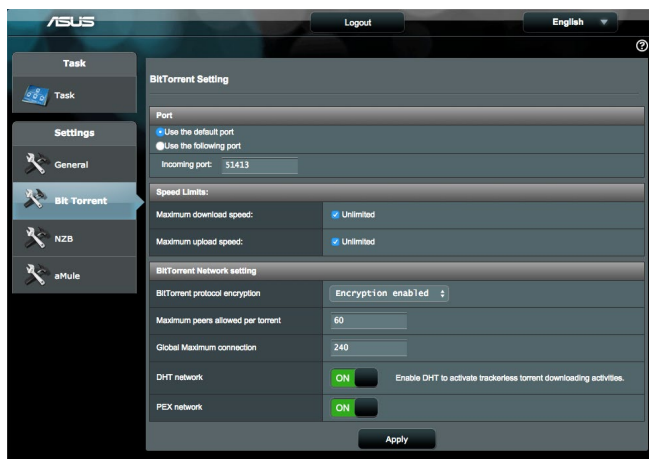 ASUS
Logout
English
?
Task
Task
Settings
General
Bit Torrent
NZB
aMule
BitTorrent Setting
Port
Use the default port
Use the following port
Incoming port: 51413
Speed Limits:
Maximum download speed: Unlimited
Maximum upload speed: Unlimited
BitTorrent Network setting
BitTorrent protocol encryption Encryption enabled
Maximum peers allowed per torrent 60
Global Maximum connection 240
DHT network ON Enable DHT to activate trackerless torrent downloading activities.
PEX network ON
Apply